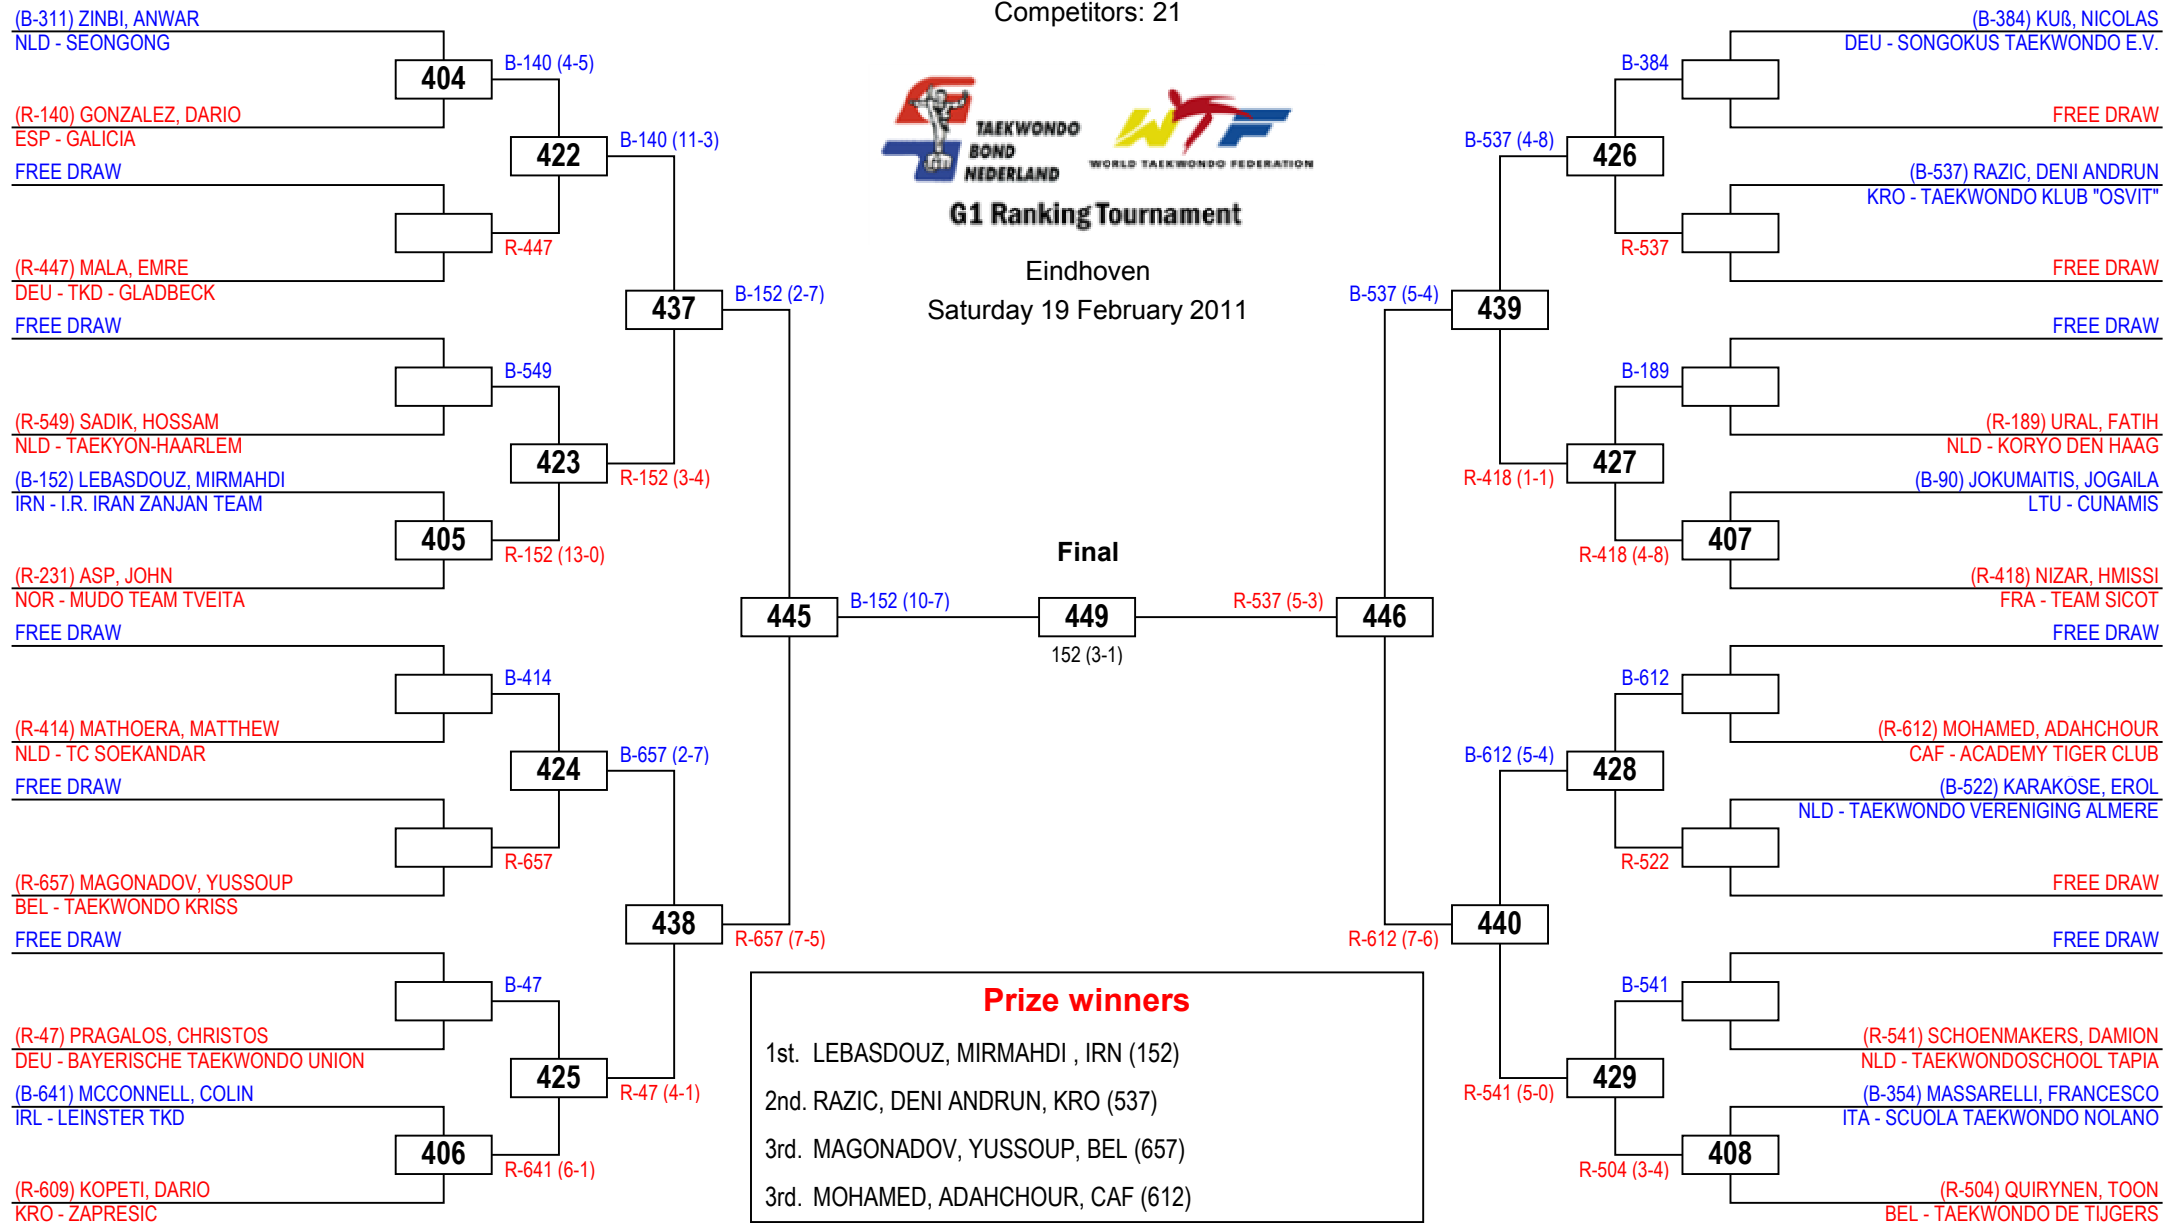 Competitors: 21
TAEKWONDO
BOND
NEDERLAND
WORLD TAEKWONDO FEDERATION
G1 Ranking Tournament
Eindhoven
Saturday 19 February 2011
(B-311) ZINBI, ANWAR
NLD - SEONGONG
404
B-140 (4-5)
(R-140) GONZALEZ, DARIO
ESP - GALICIA
422
B-140 (11-3)
FREE DRAW
R-447
(R-447) MALA, EMRE
DEU - TKD - GLADBECK
437
B-152 (2-7)
FREE DRAW
B-549
(R-549) SADIK, HOSSAM
NLD - TAEKYON-HAARLEM
423
R-152 (3-4)
(B-152) LEBASDOUZ, MIRMAHDI
IRN - I.R. IRAN ZANJAN TEAM
405
R-152 (13-0)
(R-231) ASP, JOHN
NOR - MUDO TEAM TVEITA
445
B-152 (10-7)
FREE DRAW
B-414
(R-414) MATHOERA, MATTHEW
NLD - TC SOEKANDAR
424
B-657 (2-7)
FREE DRAW
R-657
(R-657) MAGONADOV, YUSSOUP
BEL - TAEKWONDO KRISS
438
R-657 (7-5)
FREE DRAW
B-47
(R-47) PRAGALOS, CHRISTOS
DEU - BAYERISCHE TAEKWONDO UNION
425
R-47 (4-1)
(B-641) MCCONNELL, COLIN
IRL - LEINSTER TKD
406
R-641 (6-1)
(R-609) KOPETI, DARIO
KRO - ZAPRESIC
Final
449
152 (3-1)
(B-384) KUß, NICOLAS
DEU - SONGOKUS TAEKWONDO E.V.
B-384
FREE DRAW
B-537 (4-8)
426
(B-537) RAZIC, DENI ANDRUN
KRO - TAEKWONDO KLUB "OSVIT"
R-537
FREE DRAW
B-537 (5-4)
439
FREE DRAW
B-189
(R-189) URAL, FATIH
NLD - KORYO DEN HAAG
R-418 (1-1)
427
(B-90) JOKUMAITIS, JOGAILA
LTU - CUNAMIS
R-418 (4-8)
407
(R-418) NIZAR, HMISSI
FRA - TEAM SICOT
R-537 (5-3)
446
FREE DRAW
B-612
(R-612) MOHAMED, ADAHCHOUR
CAF - ACADEMY TIGER CLUB
B-612 (5-4)
428
(B-522) KARAKÖSE, EROL
NLD - TAEKWONDO VERENIGING ALMERE
R-522
FREE DRAW
R-612 (7-6)
440
FREE DRAW
B-541
(R-541) SCHOENMAKERS, DAMION
NLD - TAEKWONDOSCHOOL TAPIA
R-541 (5-0)
429
(B-354) MASSARELLI, FRANCESCO
ITA - SCUOLA TAEKWONDO NOLANO
R-504 (3-4)
408
(R-504) QUIRYNEN, TOON
BEL - TAEKWONDO DE TIJGERS
Prize winners
1st. LEBASDOUZ, MIRMAHDI , IRN (152)
2nd. RAZIC, DENI ANDRUN, KRO (537)
3rd. MAGONADOV, YUSSOUP, BEL (657)
3rd. MOHAMED, ADAHCHOUR, CAF (612)